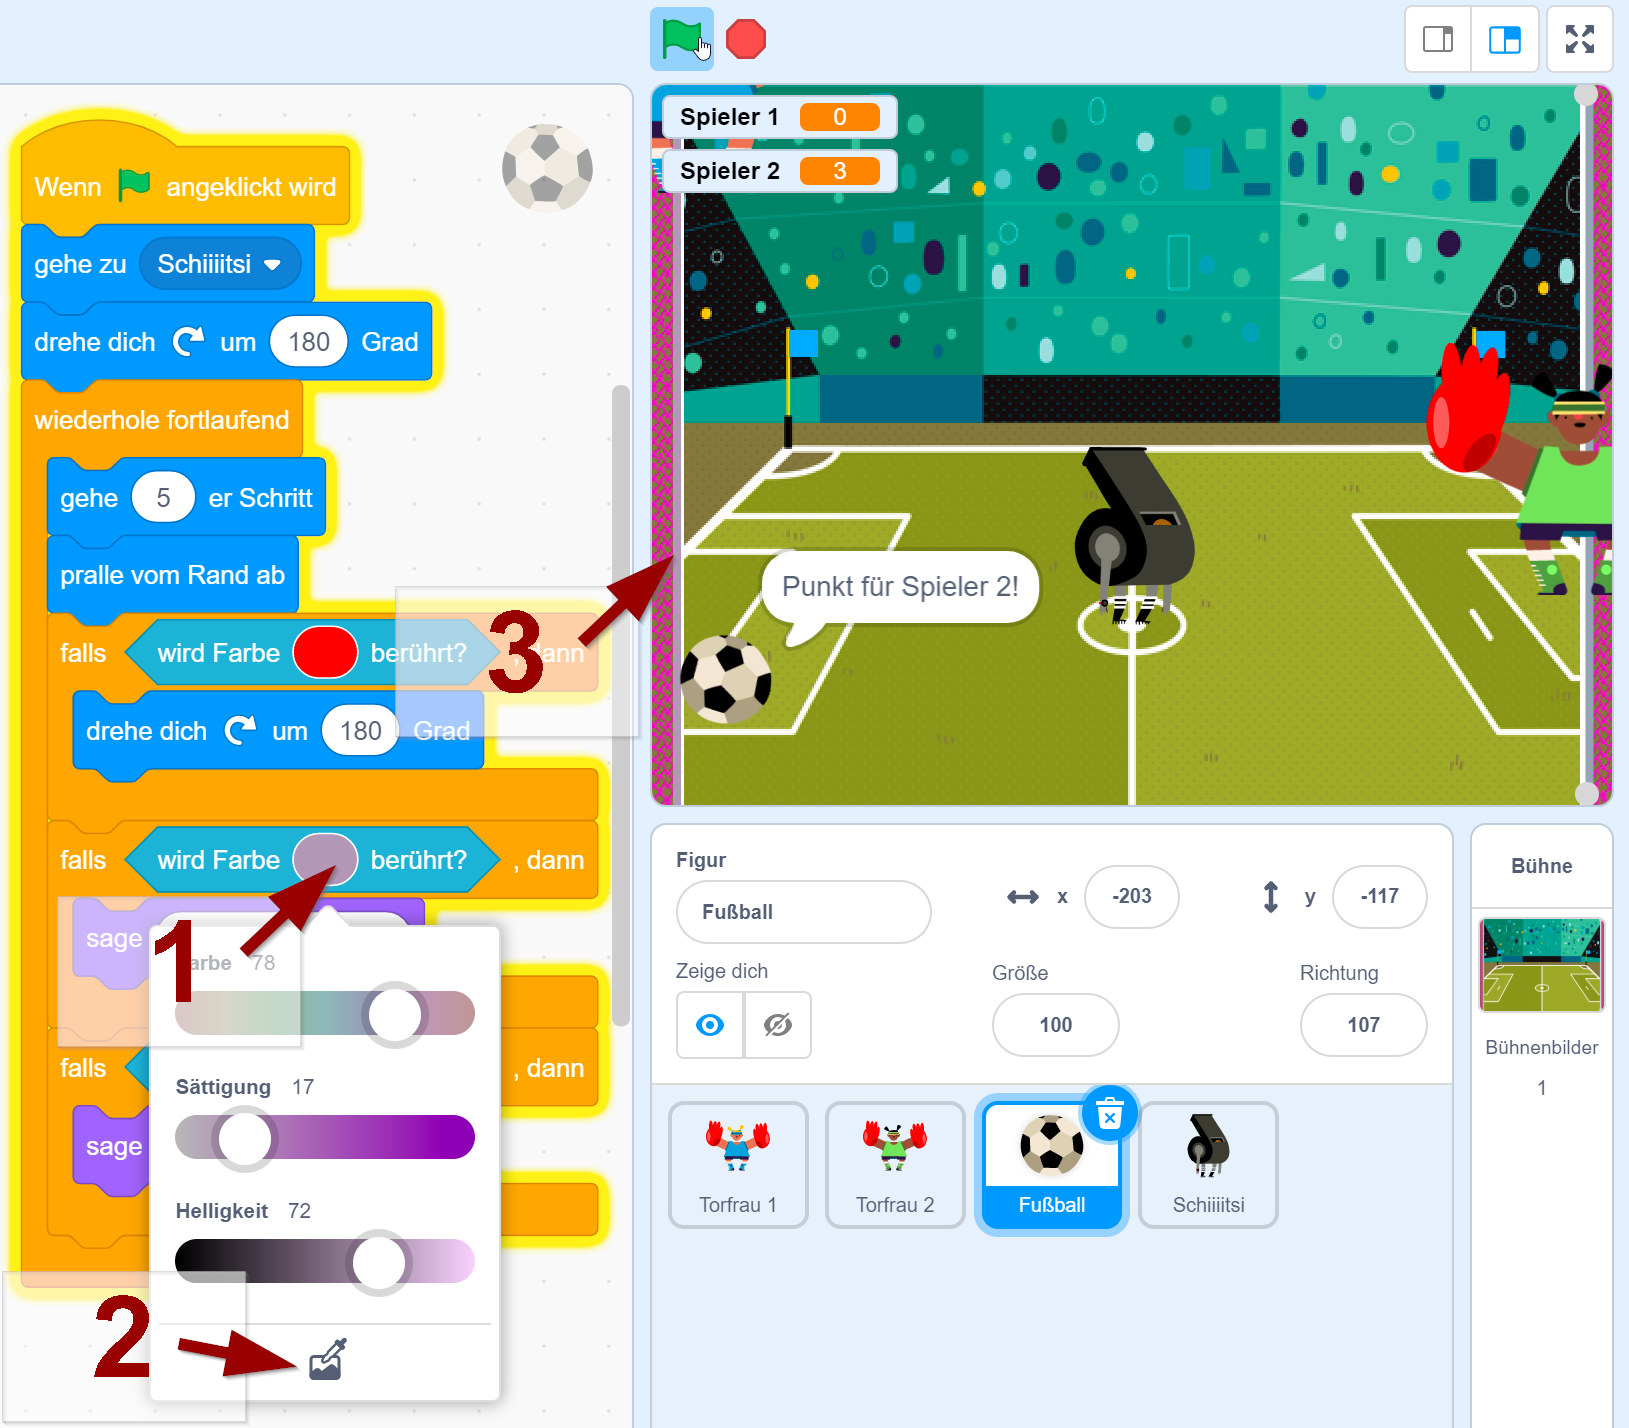 Wenn angeklickt wird
gehe zu Schiiiitsi
drehe dich um 180 Grad
wiederhole fortlaufend
gehe 5 er Schritt
pralle vom Rand ab
falls wird Farbe berührt? , dann
drehe dich um 180 Grad
falls wird Farbe berührt? , dann
sage
Farbe 78
Sättigung 17
falls , dann
sage
Helligkeit 72
1
2
3
Spieler 1 0
Spieler 2 3
Punkt für Spieler 2!
Figur
Fußball
x -203
y -117
Zeige dich
Größe
100
Richtung
107
Torfrau 1
Torfrau 2
Fußball
Schiiiitsi
Bühne
Bühnenbilder
1